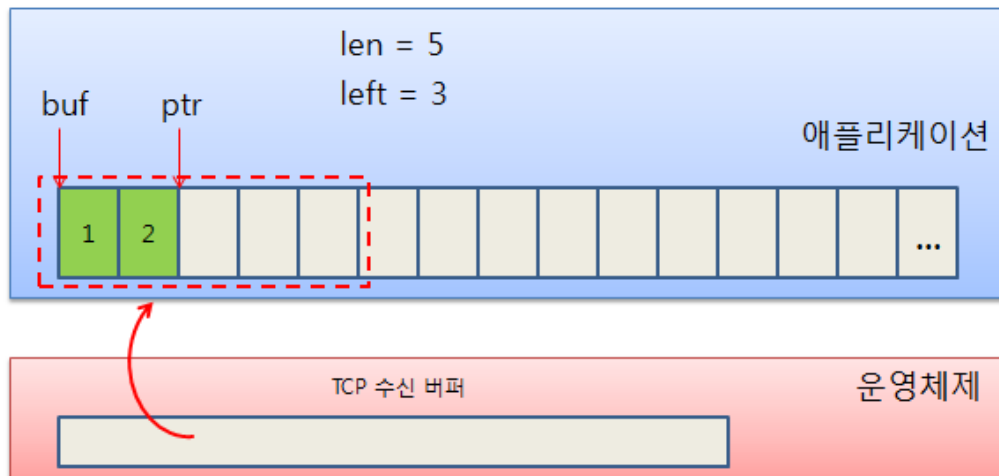 len = 5
left = 3
buf
ptr
애플리케이션
1
2
...
TCP 수신 버퍼
운영체제